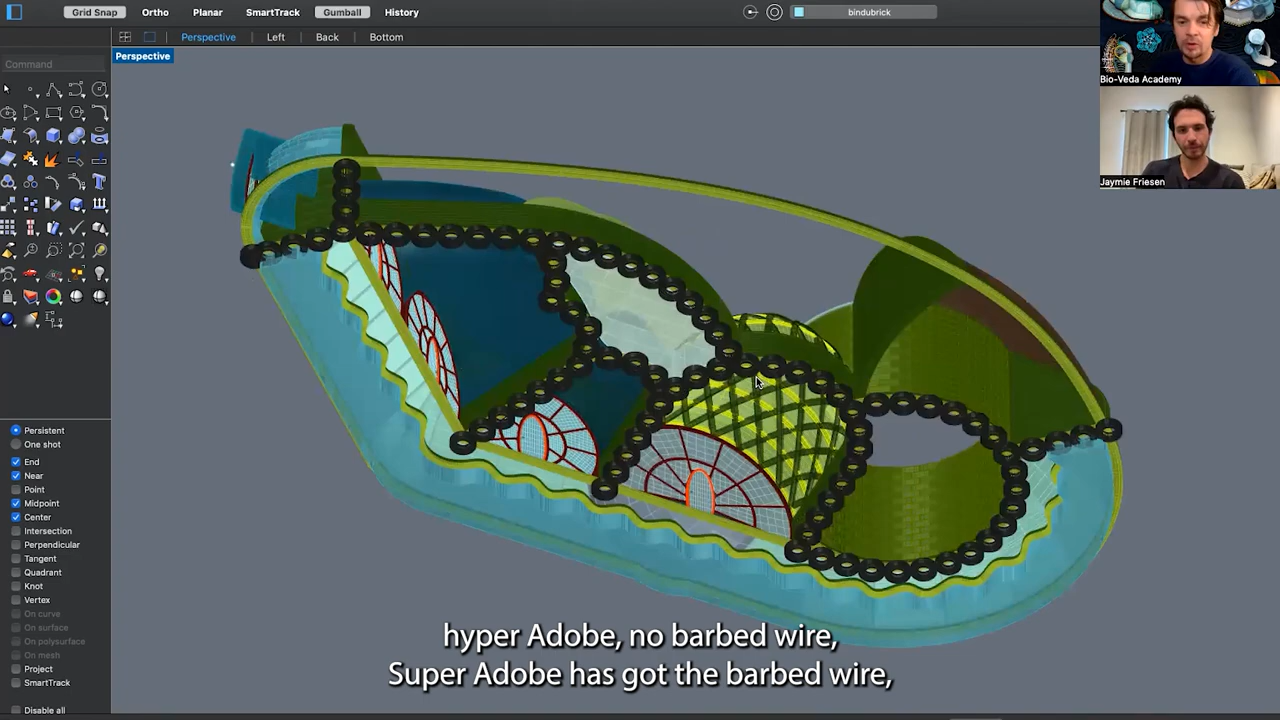 Grid Snap Ortho Planar SmartTrack Gumball History bindubrick
Perspective Left Back Bottom
Perspective
Command
Bio-Veda Academy
Jaymie Friesen
Persistent
One shot
End
Near
Point
Midpoint
Center
Intersection
Perpendicular
Tangent
Quadrant
Knot
Vertex
On curve
On surface
On polysurface
On mesh
Project
SmartTrack
Disable all
hyper Adobe, no barbed wire,
Super Adobe has got the barbed wire,